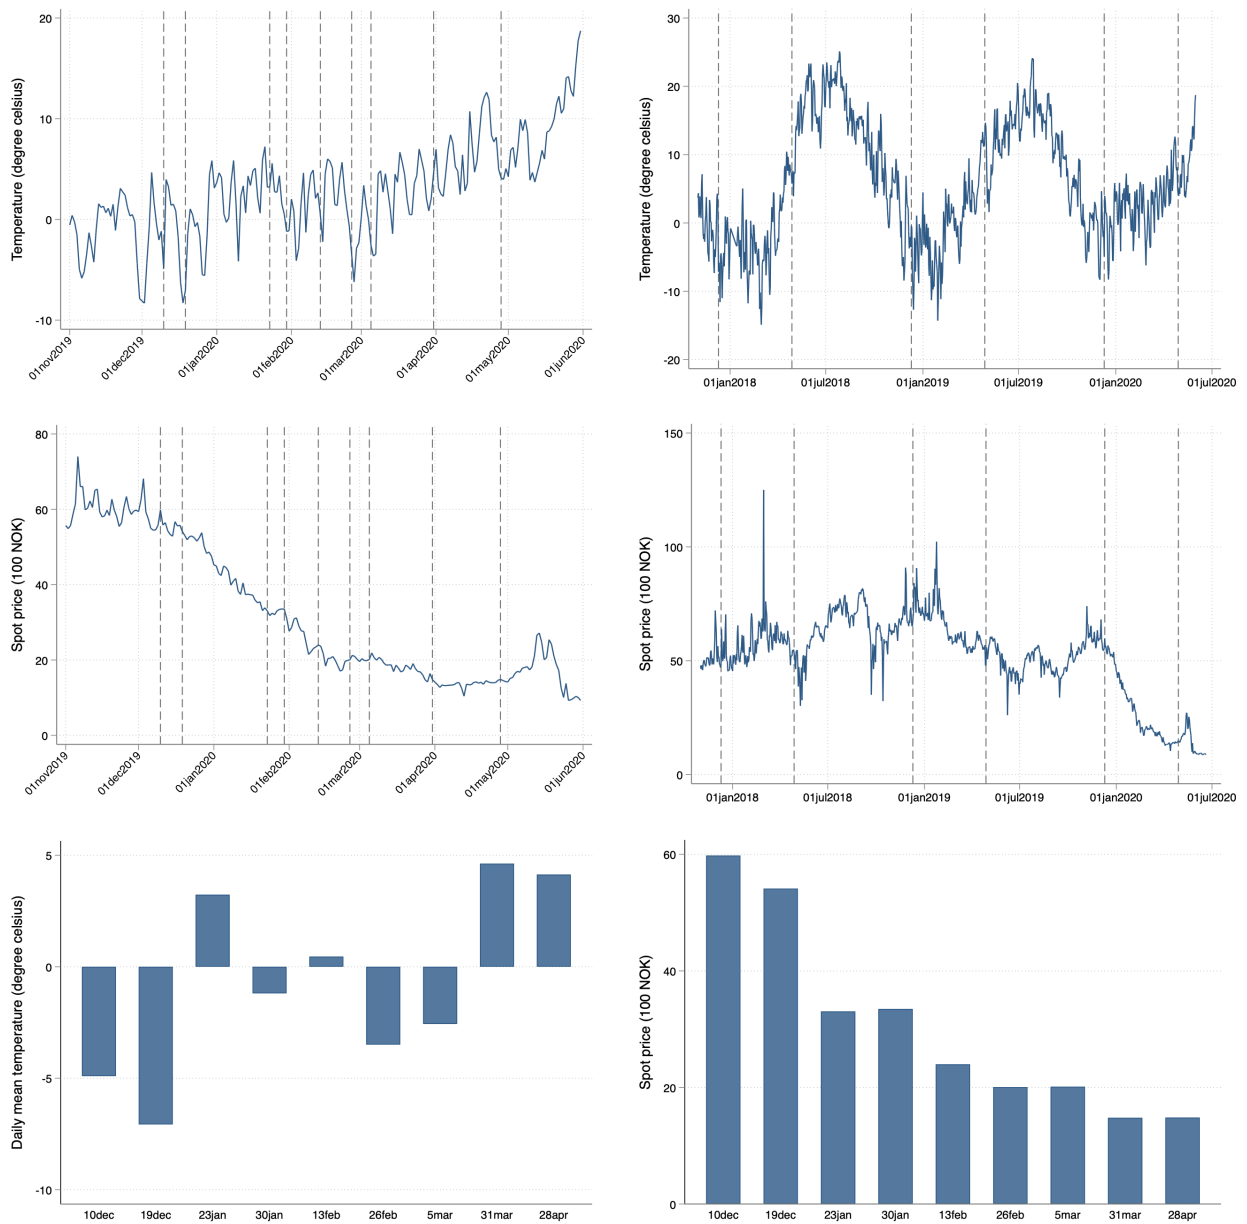 Temperature (degree celsius)
20
10
0
-10
01nov2019
01dec2019
01jan2020
01feb2020
01mar2020
01apr2020
01may2020
01jun2020
Temperature (degree celsius)
30
20
10
0
-10
-20
01jan2018
01jul2018
01jan2019
01jul2019
01jan2020
01jul2020
Spot price (100 NOK)
80
60
40
20
0
01nov2019
01dec2019
01jan2020
01feb2020
01mar2020
01apr2020
01may2020
01jun2020
Spot price (100 NOK)
150
100
50
0
01jan2018
01jul2018
01jan2019
01jul2019
01jan2020
01jul2020
Daily mean temperature (degree celsius)
5
0
-5
-10
10dec
19dec
23jan
30jan
13feb
26feb
5mar
31mar
28apr
Spot price (100 NOK)
60
40
20
0
10dec
19dec
23jan
30jan
13feb
26feb
5mar
31mar
28apr